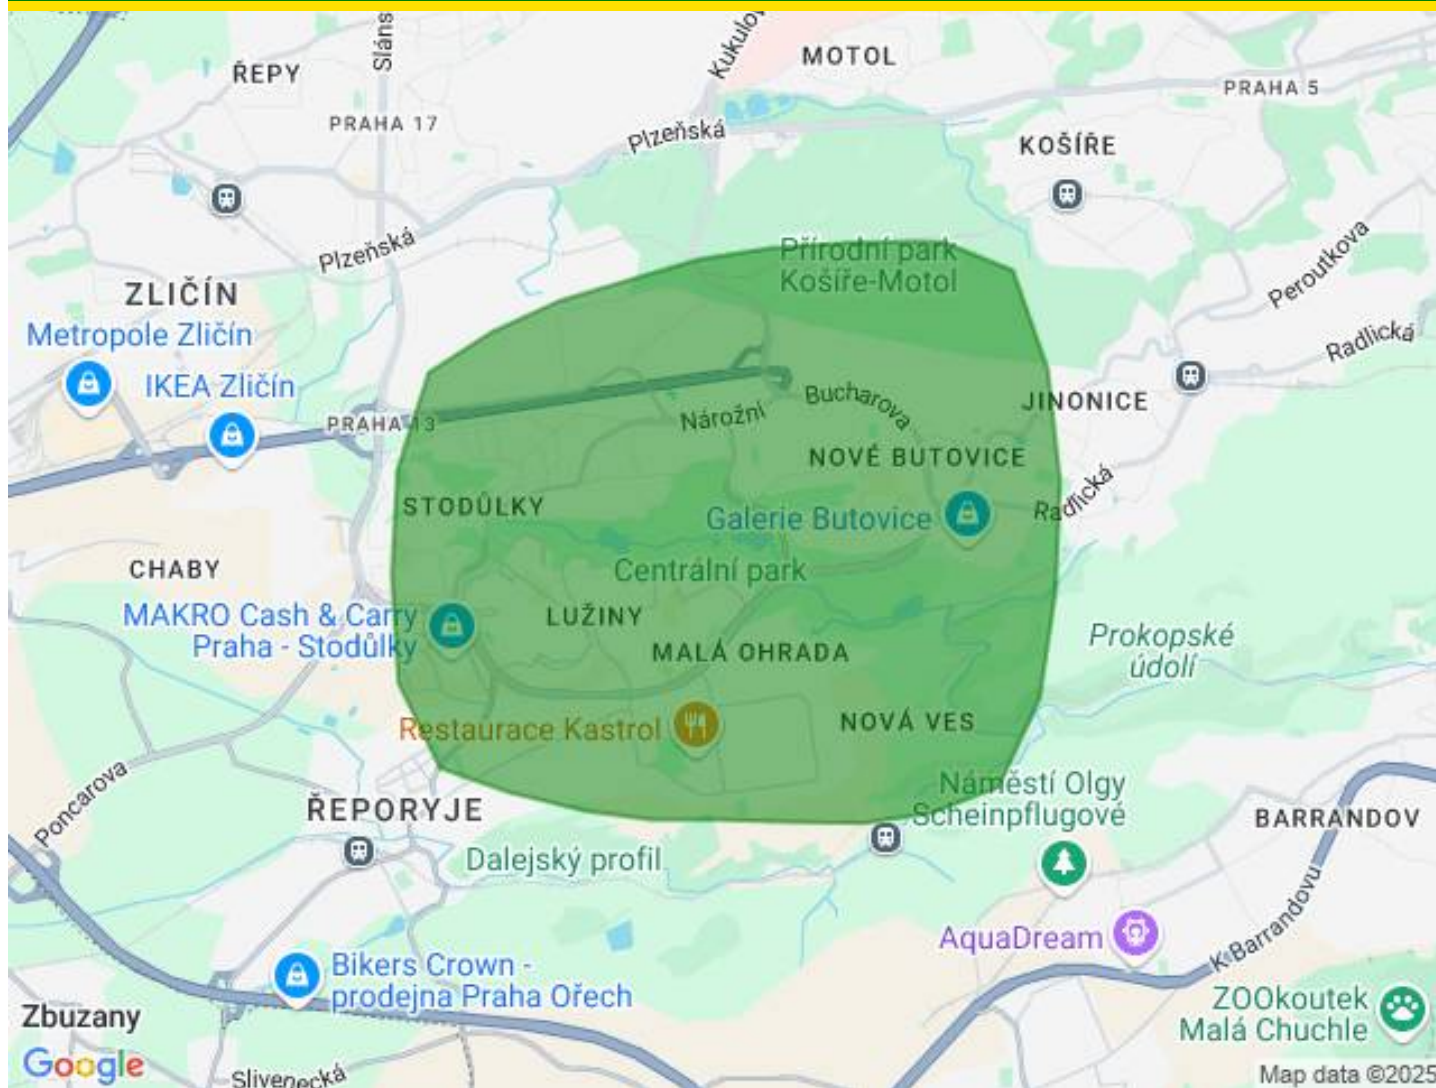 Sláns
Kukulov
MOTOL
ŘEPY
PRAHA 5
PRAHA 17
Plzeňská
KOŠÍŘE
Plzeňská
Přírodní park
Košíře-Motol
Peroutkova
ZLIČÍN
Metropole Zličín
Radlická
IKEA Zličín
Bucharova
JINONICE
Nárožní
PRAHA 13
NOVÉ BUTOVICE
STODŮLKY
Radlická
Galerie Butovice
CHABY
Centrální park
MAKRO Cash & Carry
Praha - Stodůlky
LUŽINY
MALÁ OHRADA
Prokopské
údolí
Restaurace Kastrol
NOVÁ VES
Poncarova
Náměstí Olgy
Scheinpflugové
ŘEPORYJE
BARRANDOV
Dalejský profil
K Barrandovu
AquaDream
Bikers Crown -
prodejna Praha Ořech
ZOOkoutek
Malá Chuchle
Zbuzany
Google
Slivenecká
Map data ©2025